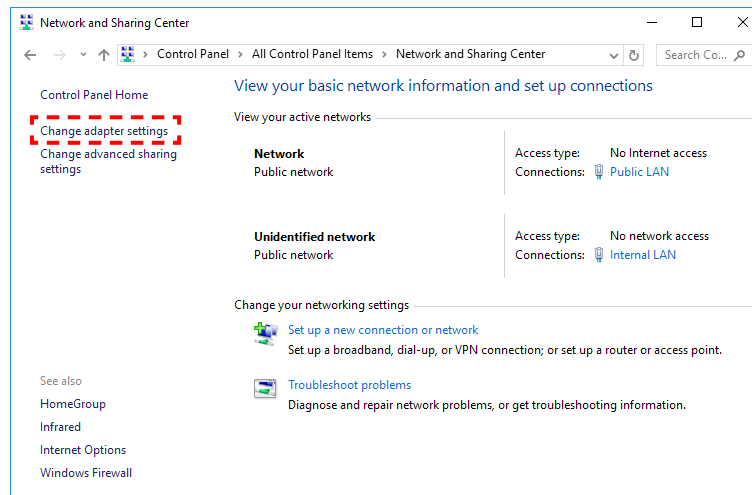 Network and Sharing Center
Control Panel > All Control Panel Items > Network and Sharing Center
Search Co...
Control Panel Home
Change adapter settings
Change advanced sharing
settings
See also
HomeGroup
Infrared
Internet Options
Windows Firewall
View your basic network information and set up connections
View your active networks
Network
Public network
Access type: No Internet access
Connections: Public LAN
Unidentified network
Public network
Access type: No network access
Connections: Internal LAN
Change your networking settings
Set up a new connection or network
Set up a broadband, dial-up, or VPN connection; or set up a router or access point.
Troubleshoot problems
Diagnose and repair network problems, or get troubleshooting information.